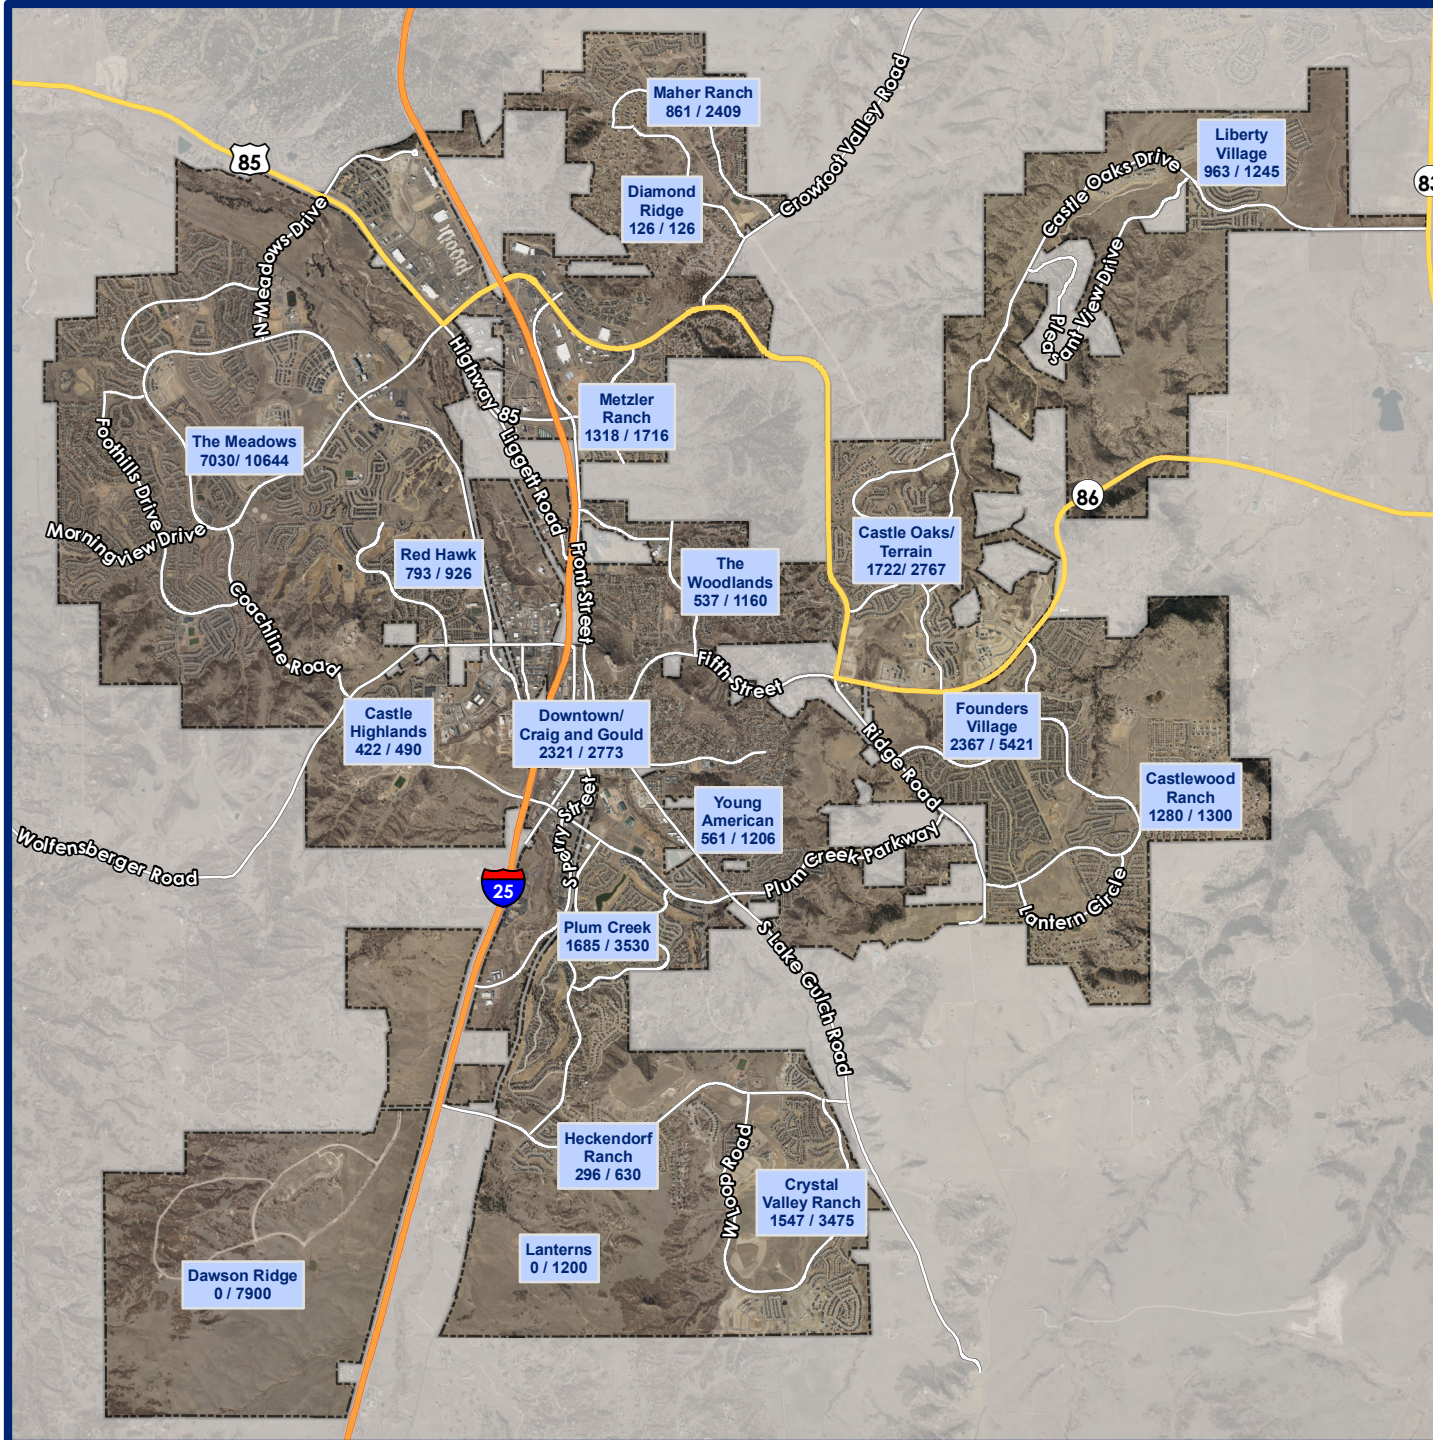 Maher Ranch
861 / 2409
Crowfoot Valley Road
85
Liberty
Village
963 / 1245
83
Castle Oaks Drive
Diamond
Ridge
126 / 126
N Meadows Drive
Pleasant View Drive
Highway 85
Metzler
Ranch
1318 / 1716
The Meadows
7030/ 10644
Foothills Drive
Liggett Road
86
Morningview Drive
Castle Oaks/
Terrain
1722/ 2767
Red Hawk
793 / 926
Front Street
The
Woodlands
537 / 1160
Coachline Road
Fifth Street
Castle
Highlands
422 / 490
Downtown/
Craig and Gould
2321 / 2773
Founders
Village
2367 / 5421
Ridge Road
Castlewood
Ranch
1280 / 1300
Young
American
561 / 1206
S Perry Street
Wolfensberger Road
Plum Creek Parkway
25
Lantern Circle
Plum Creek
1685 / 3530
S Lake Gulch Road
Heckendorf
Ranch
296 / 630
W Loop Road
Crystal
Valley Ranch
1547 / 3475
Lanterns
0 / 1200
Dawson Ridge
0 / 7900